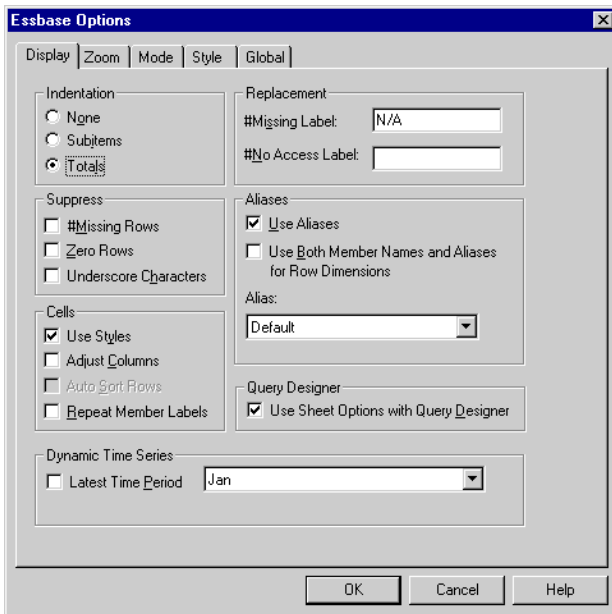 Essbase Options
Display
Zoom
Mode
Style
Global
Indentation
None
Subitems
Totals
Replacement
#Missing Label:
N/A
#No Access Label:
Suppress
#Missing Rows
Zero Rows
Underscore Characters
Aliases
Use Aliases
Use Both Member Names and Aliases
for Row Dimensions
Alias:
Default
Cells
Use Styles
Adjust Columns
Auto Sort Rows
Repeat Member Labels
Query Designer
Use Sheet Options with Query Designer
Dynamic Time Series
Latest Time Period
Jan
OK
Cancel
Help